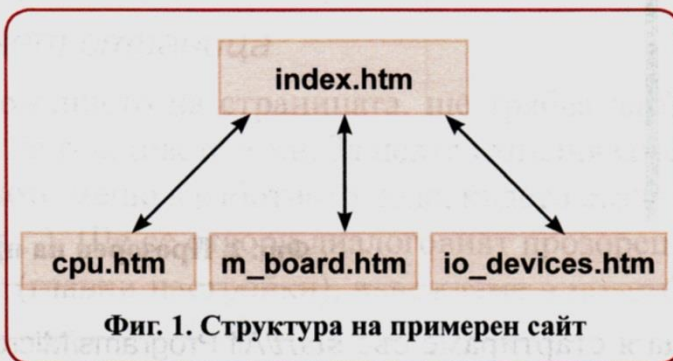 index.htm
cpu.htm m_board.htm io_devices.htm
Фиг. 1. Структура на примерен сайт